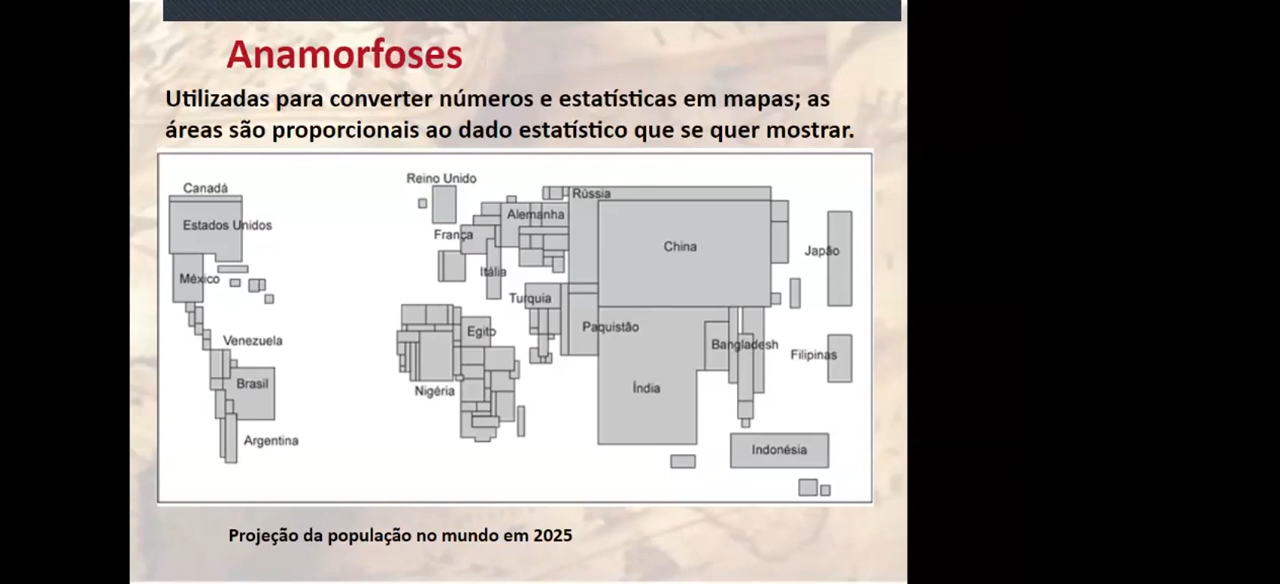 Anamorfoses
Utilizadas para converter números e estatísticas em mapas; as
áreas são proporcionais ao dado estatístico que se quer mostrar.
Canadá
Estados Unidos
México
Venezuela
Brasil
Argentina
Reino Unido
Alemanha
França
Itália
Turquia
Egito
Nigéria
Rússia
China
Japão
Paquistão
Bangladesh
Filipinas
Índia
Indonésia
Projeção da população no mundo em 2025